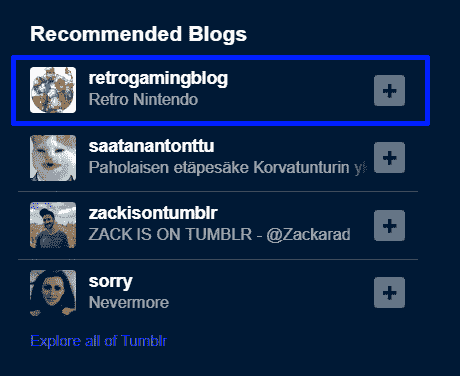 Recommended Blogs
retrogamingblog
Retro Nintendo
saatanantonttu
Paholaisen etäpesäke Korvatunturin
zackisontumblr
ZACK IS ON TUMBLR - @Zackarad
sorry
Nevermore
Explore all of Tumblr